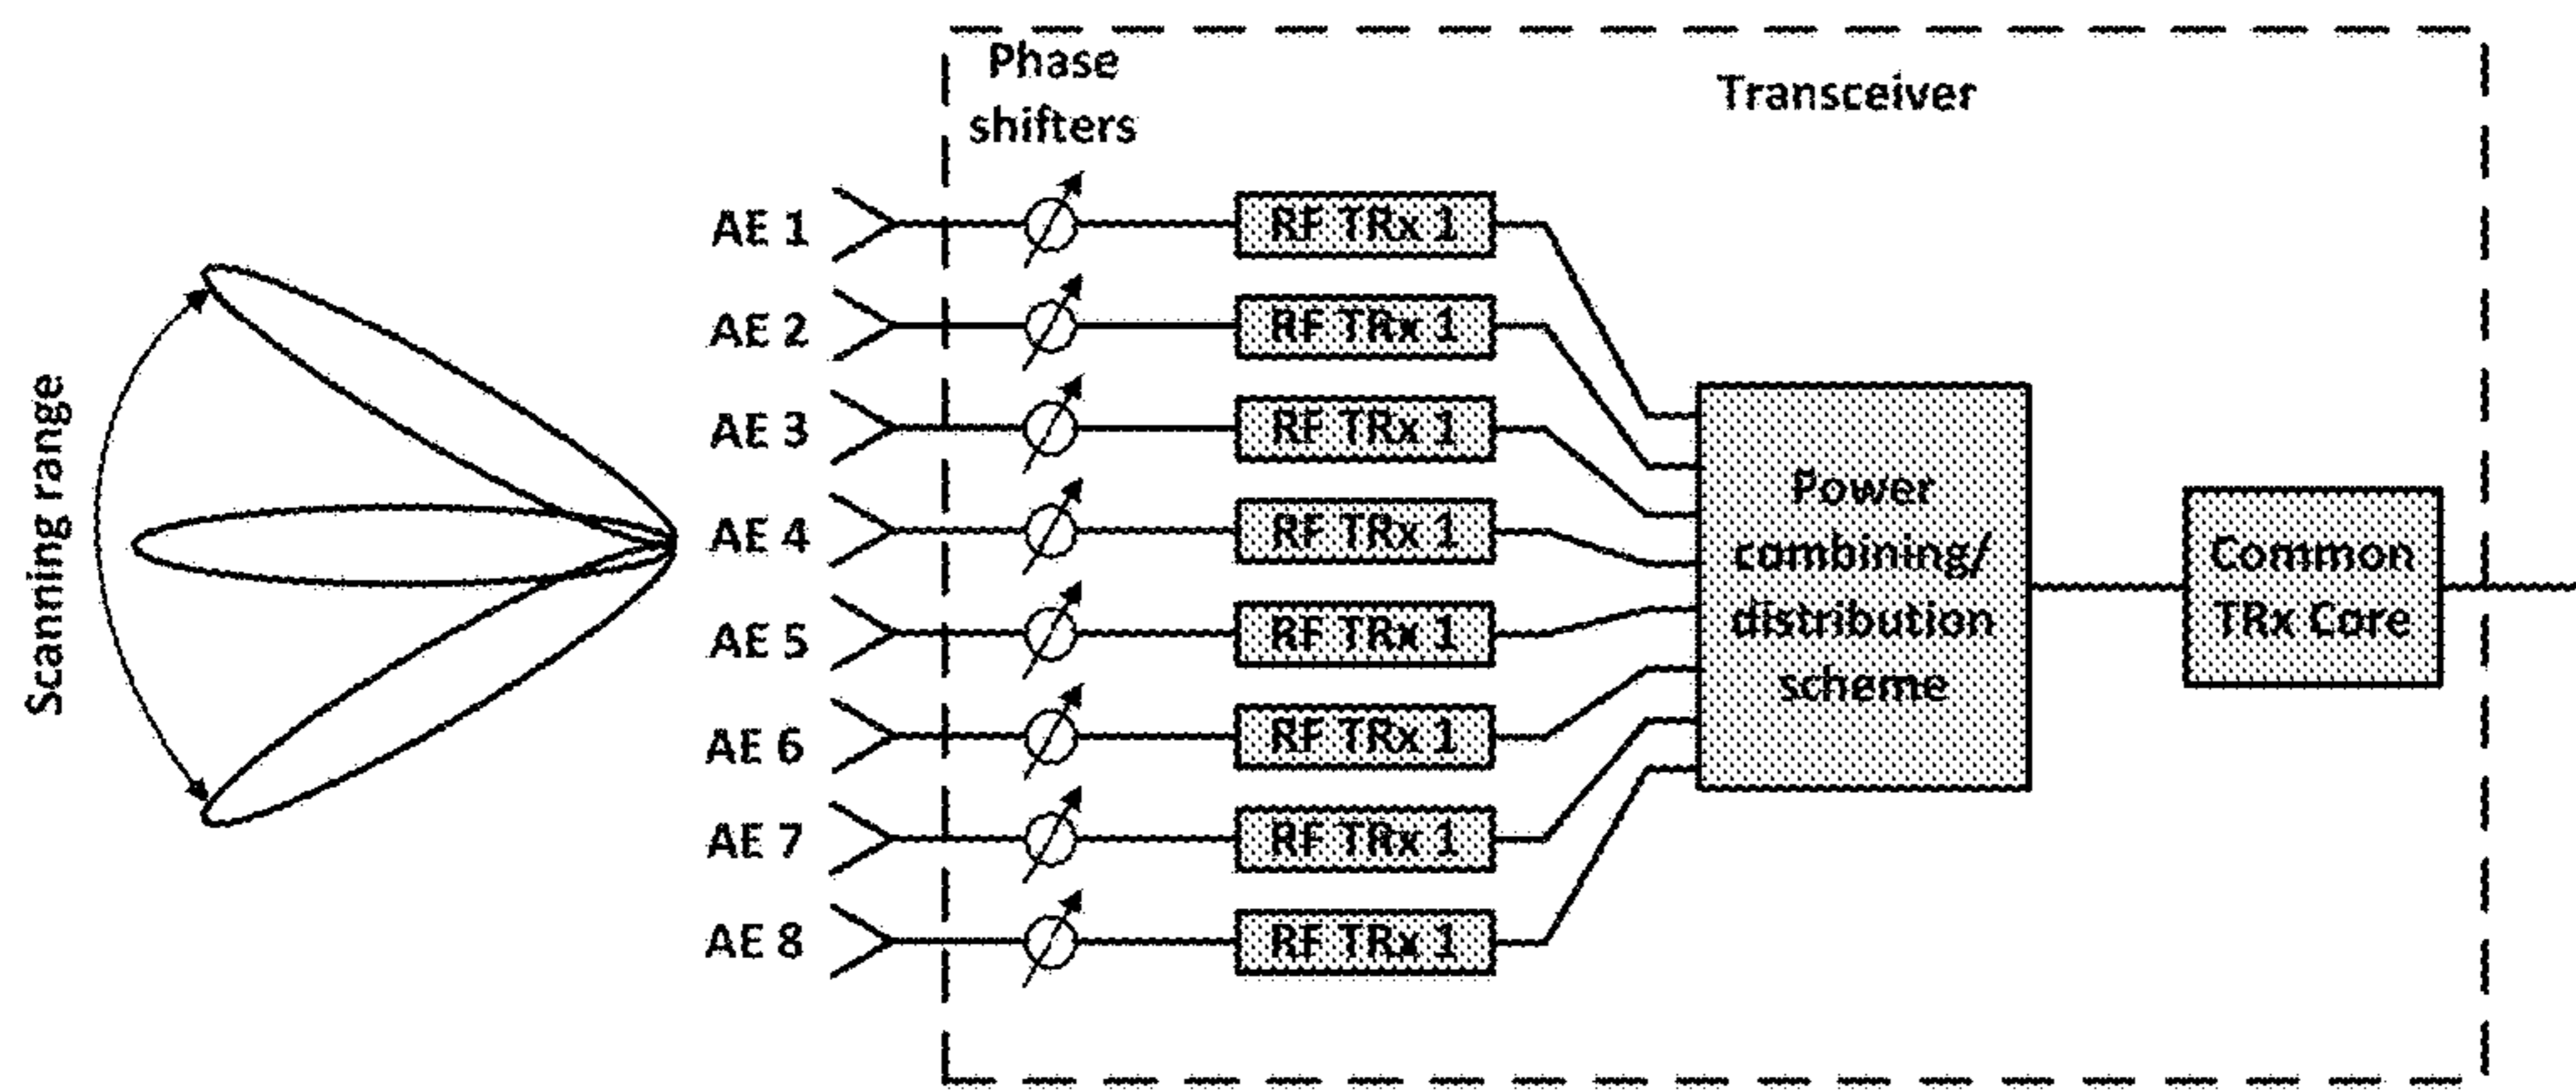 Phase
shifters
Transceiver
Scanning range
AE 1
RF TRx 1
AE 2
RF TRx 1
AE 3
RF TRx 1
AE 4
RF TRx 1
AE 5
RF TRx 1
AE 6
RF TRx 1
AE 7
RF TRx 1
AE 8
RF TRx 1
Power
combining/
distribution
scheme
Common
TRx Core